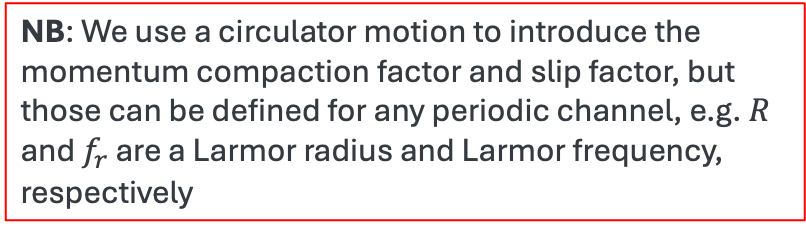 NB: We use a circulator motion to introduce the
momentum compaction factor and slip factor, but
those can be defined for any periodic channel, e.g. R
and fᵣ are a Larmor radius and Larmor frequency,
respectively